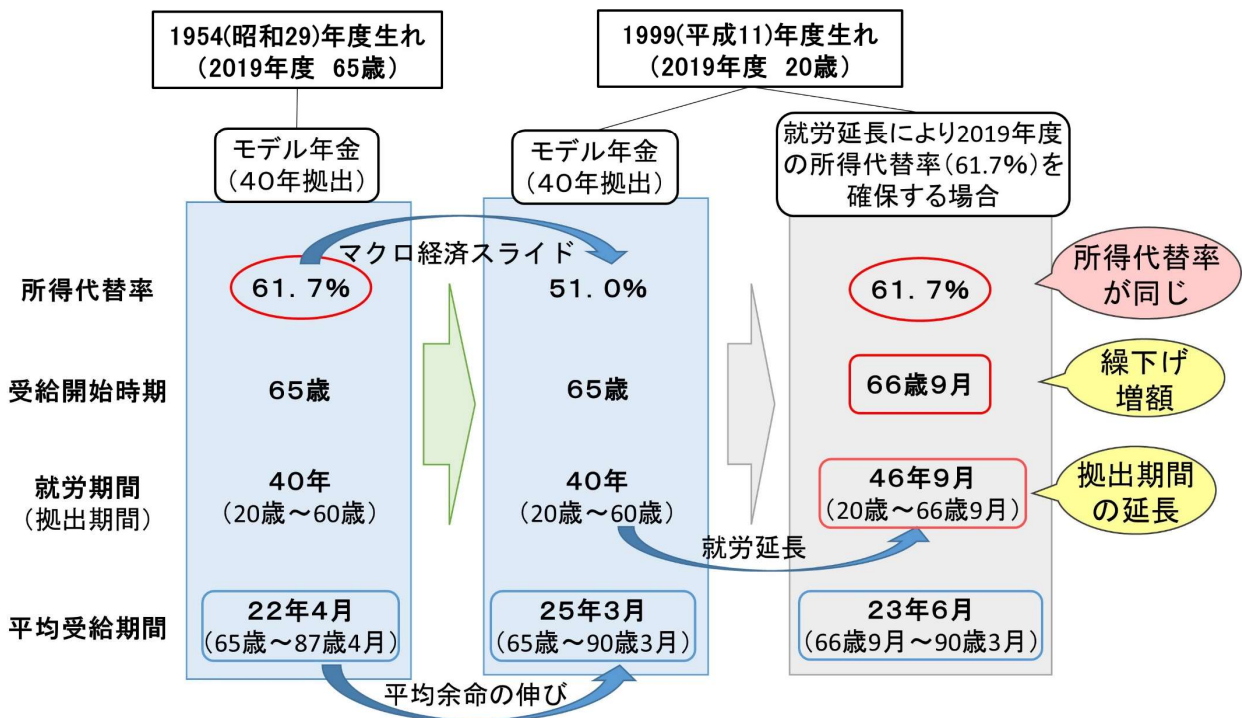 1954(昭和29)年度生れ
（2019年度 65歳）
1999(平成11)年度生れ
（2019年度 20歳）
モデル年金
（４０年拠出）
モデル年金
（４０年拠出）
就労延長により2019年度
の所得代替率（61.7％）を
確保する場合
マクロ経済スライド
所得代替率
６１．７％
５１．０％
６１．７％
所得代替率
が同じ
受給開始時期
６５歳
６５歳
６６歳９月
繰下げ
増額
就労期間
（拠出期間）
４０年
（20歳～60歳）
４０年
（20歳～60歳）
４６年９月
（20歳～66歳９月）
拠出期間
の延長
就労延長
平均受給期間
２２年４月
（65歳～87歳４月）
２５年３月
（65歳～90歳３月）
２３年６月
（66歳９月～90歳３月）
平均余命の伸び